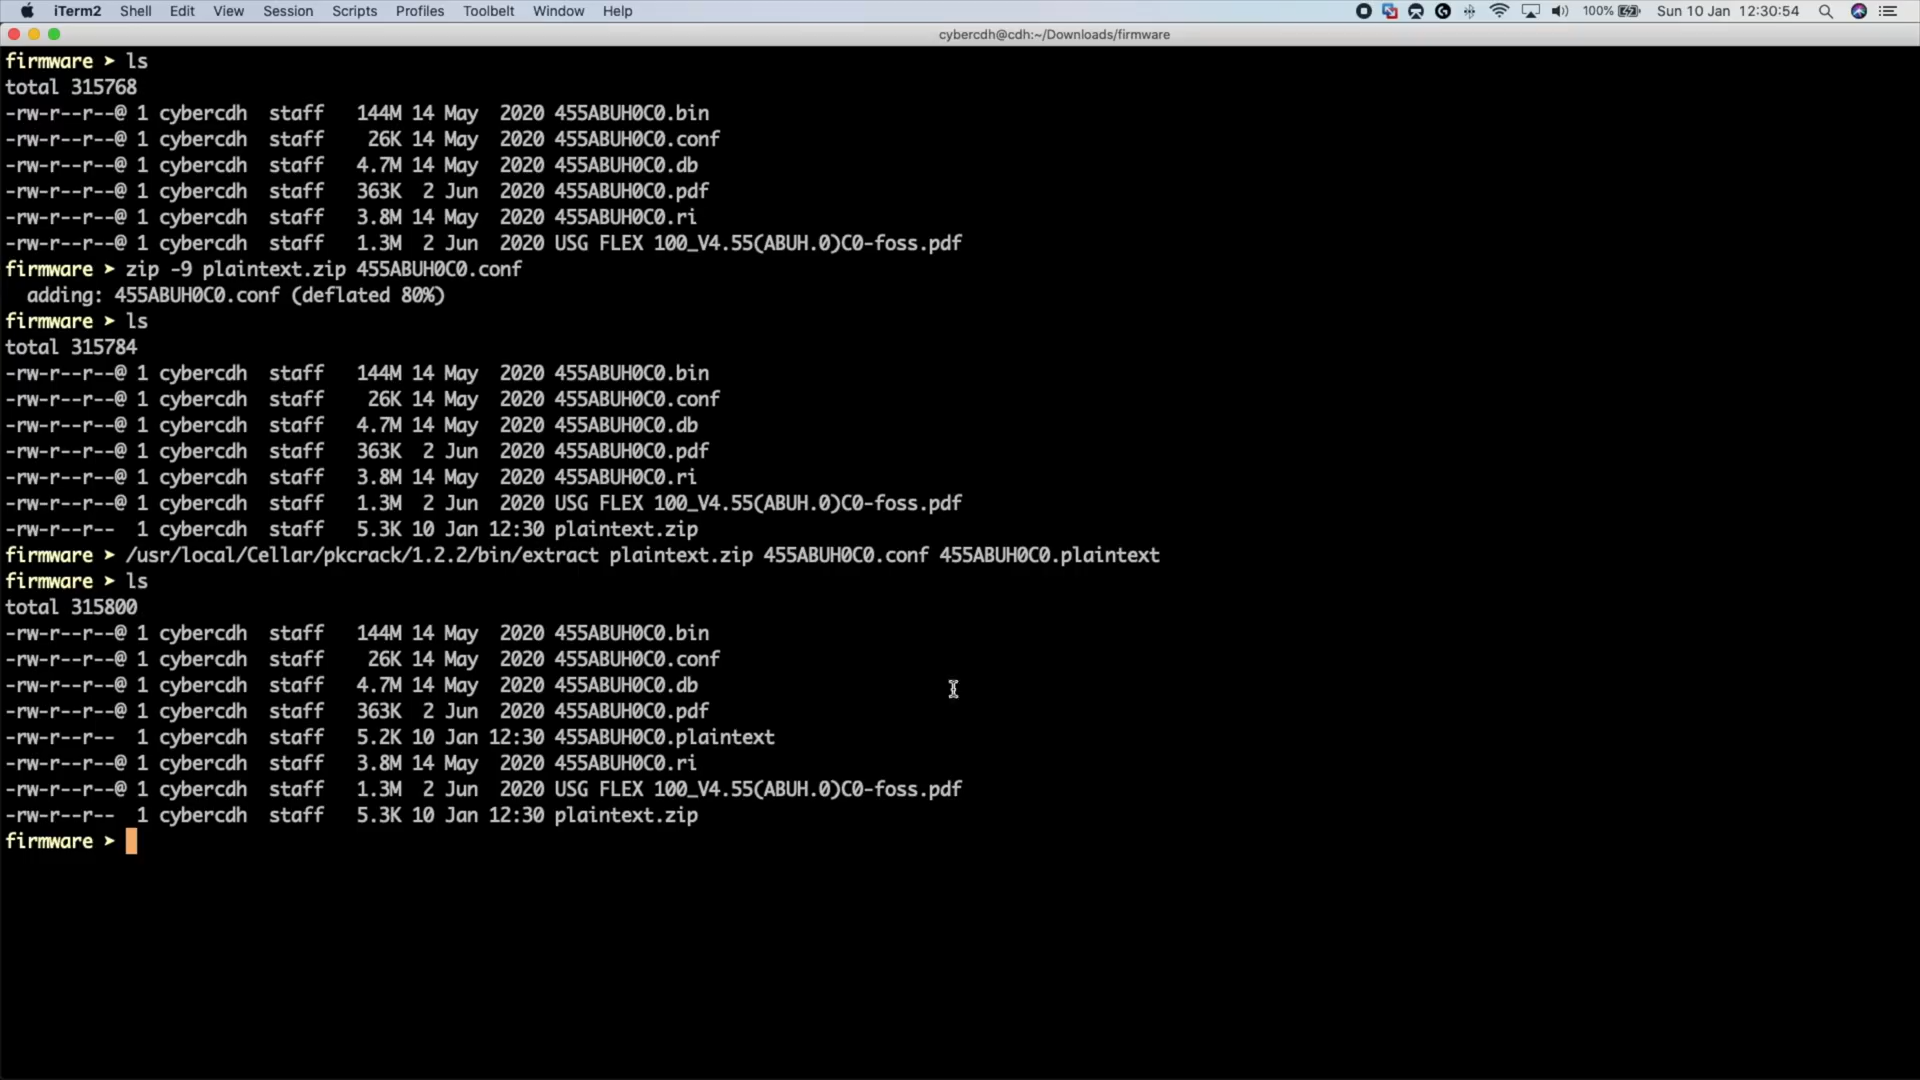 iTerm2 Shell Edit View Session Scripts Profiles Toolbelt Window Help 100% Sun 10 Jan 12:30:54
cybercdh@cdh:~/Downloads/firmware
firmware ➤ ls
total 315768
-rw-r--r--@ 1 cybercdh  staff   144M 14 May  2020 455ABUH0C0.bin
-rw-r--r--@ 1 cybercdh  staff    26K 14 May  2020 455ABUH0C0.conf
-rw-r--r--@ 1 cybercdh  staff   4.7M 14 May  2020 455ABUH0C0.db
-rw-r--r--@ 1 cybercdh  staff   363K  2 Jun  2020 455ABUH0C0.pdf
-rw-r--r--@ 1 cybercdh  staff   3.8M 14 May  2020 455ABUH0C0.ri
-rw-r--r--@ 1 cybercdh  staff   1.3M  2 Jun  2020 USG FLEX 100_V4.55(ABUH.0)C0-foss.pdf
firmware ➤ zip -9 plaintext.zip 455ABUH0C0.conf
  adding: 455ABUH0C0.conf (deflated 80%)
firmware ➤ ls
total 315784
-rw-r--r--@ 1 cybercdh  staff   144M 14 May  2020 455ABUH0C0.bin
-rw-r--r--@ 1 cybercdh  staff    26K 14 May  2020 455ABUH0C0.conf
-rw-r--r--@ 1 cybercdh  staff   4.7M 14 May  2020 455ABUH0C0.db
-rw-r--r--@ 1 cybercdh  staff   363K  2 Jun  2020 455ABUH0C0.pdf
-rw-r--r--@ 1 cybercdh  staff   3.8M 14 May  2020 455ABUH0C0.ri
-rw-r--r--@ 1 cybercdh  staff   1.3M  2 Jun  2020 USG FLEX 100_V4.55(ABUH.0)C0-foss.pdf
-rw-r--r--  1 cybercdh  staff   5.3K 10 Jan 12:30 plaintext.zip
firmware ➤ /usr/local/Cellar/pkcrack/1.2.2/bin/extract plaintext.zip 455ABUH0C0.conf 455ABUH0C0.plaintext
firmware ➤ ls
total 315800
-rw-r--r--@ 1 cybercdh  staff   144M 14 May  2020 455ABUH0C0.bin
-rw-r--r--@ 1 cybercdh  staff    26K 14 May  2020 455ABUH0C0.conf
-rw-r--r--@ 1 cybercdh  staff   4.7M 14 May  2020 455ABUH0C0.db
-rw-r--r--@ 1 cybercdh  staff   363K  2 Jun  2020 455ABUH0C0.pdf
-rw-r--r--  1 cybercdh  staff   5.2K 10 Jan 12:30 455ABUH0C0.plaintext
-rw-r--r--@ 1 cybercdh  staff   3.8M 14 May  2020 455ABUH0C0.ri
-rw-r--r--@ 1 cybercdh  staff   1.3M  2 Jun  2020 USG FLEX 100_V4.55(ABUH.0)C0-foss.pdf
-rw-r--r--  1 cybercdh  staff   5.3K 10 Jan 12:30 plaintext.zip
firmware ➤